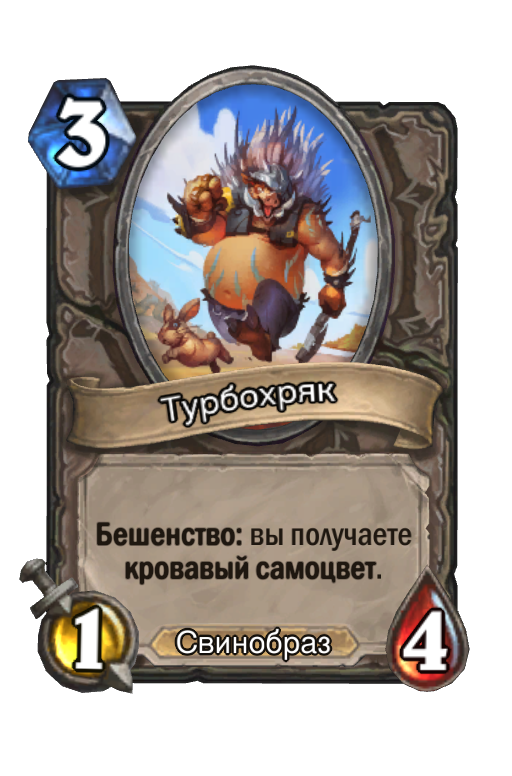 3
Турбохряк
Бешенство: вы получаете
кровавый самоцвет.
1
Свинобраз
4